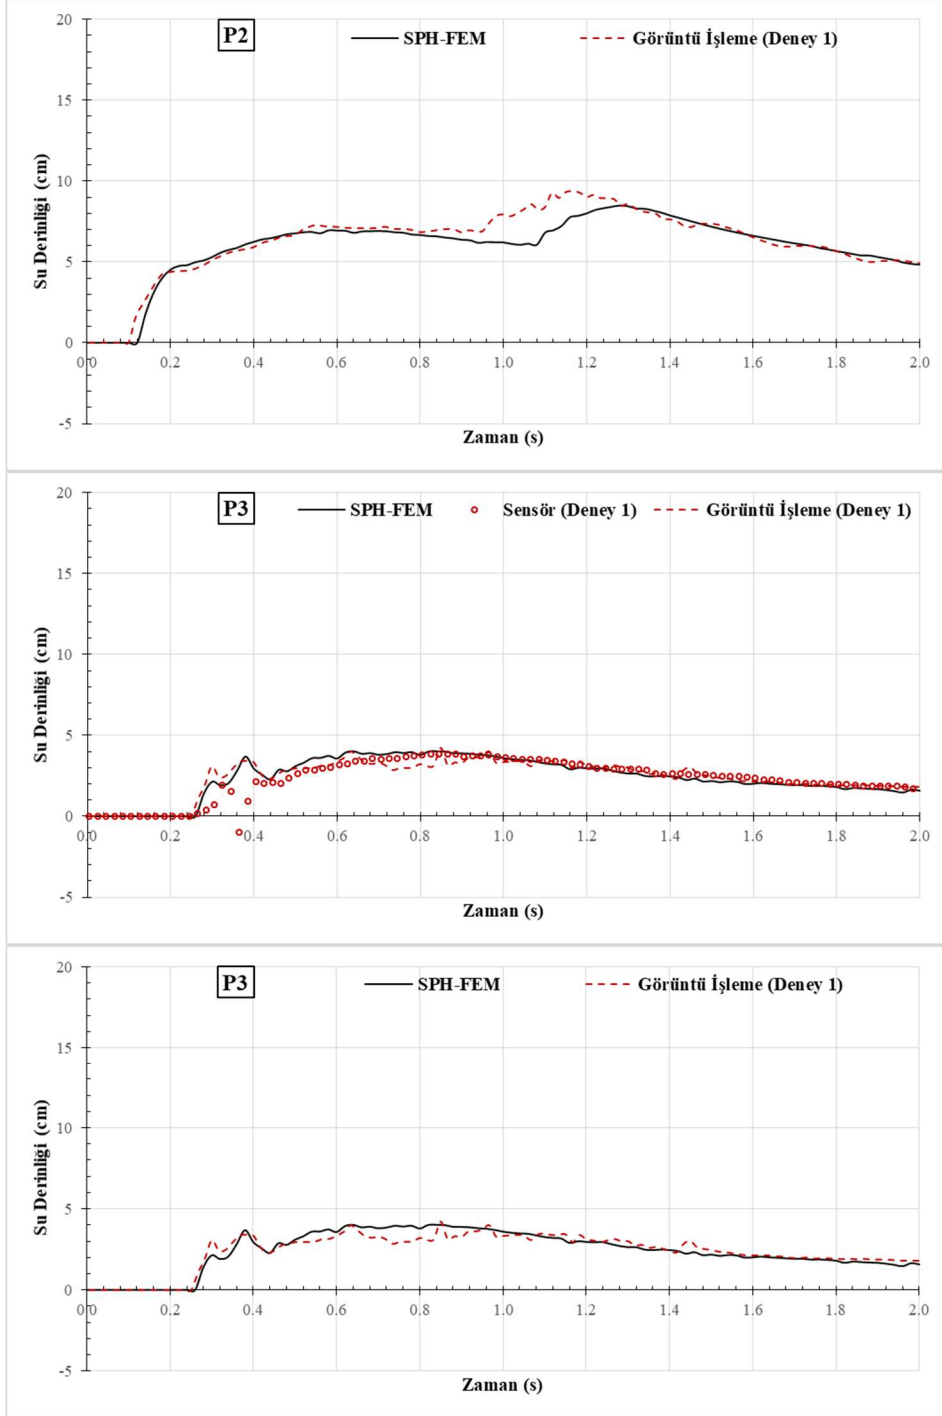 P2 SPH-FEM Görüntü İşleme (Deney 1)
20
15
10
5
0
-5
Su Derinliği (cm)
0.0 0.2 0.4 0.6 0.8 1.0 1.2 1.4 1.6 1.8 2.0
Zaman (s)
P3 SPH-FEM Sensör (Deney 1) Görüntü İşleme (Deney 1)
20
15
10
5
0
-5
Su Derinliği (cm)
0.0 0.2 0.4 0.6 0.8 1.0 1.2 1.4 1.6 1.8 2.0
Zaman (s)
P3 SPH-FEM Görüntü İşleme (Deney 1)
20
15
10
5
0
-5
Su Derinliği (cm)
0.0 0.2 0.4 0.6 0.8 1.0 1.2 1.4 1.6 1.8 2.0
Zaman (s)